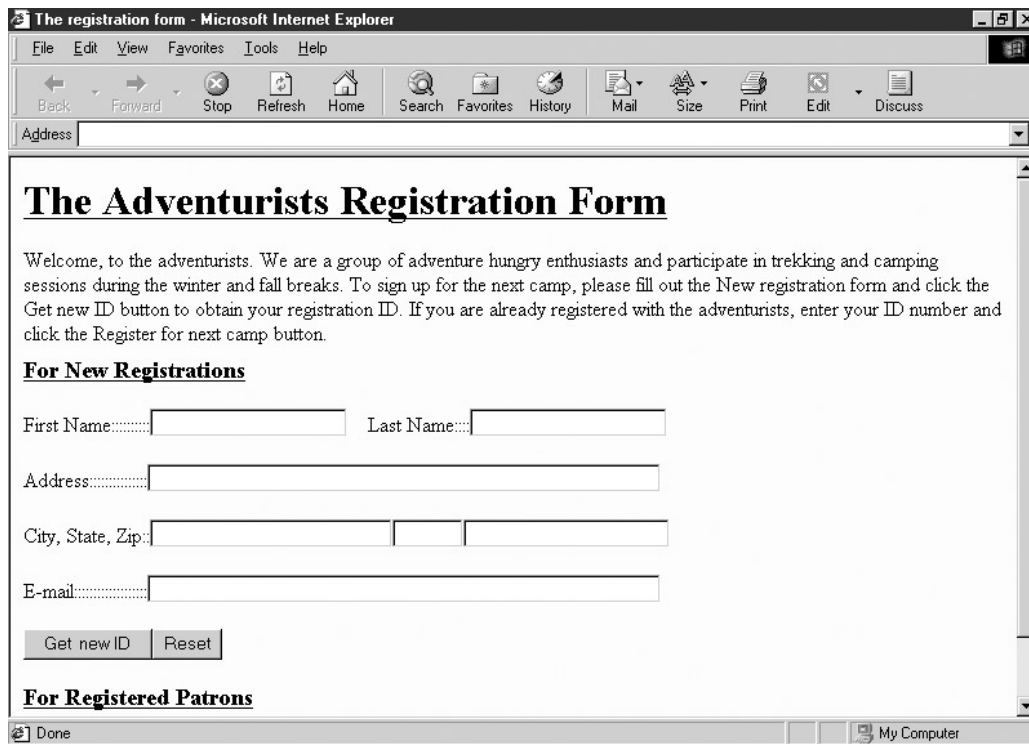 The registration form - Microsoft Internet Explorer
File Edit View Favorites Tools Help
Back Forward Stop Refresh Home Search Favorites History Mail Size Print Edit Discuss
Address
The Adventurists Registration Form
Welcome, to the adventurists. We are a group of adventure hungry enthusiasts and participate in trekking and camping
sessions during the winter and fall breaks. To sign up for the next camp, please fill out the New registration form and click the
Get new ID button to obtain your registration ID. If you are already registered with the adventurists, enter your ID number and
click the Register for next camp button.
For New Registrations
First Name::::::::: Last Name::::
Address::::::::::::::
City, State, Zip::
E-mail:::::::::::::::::
Get new ID Reset
For Registered Patrons
Done My Computer